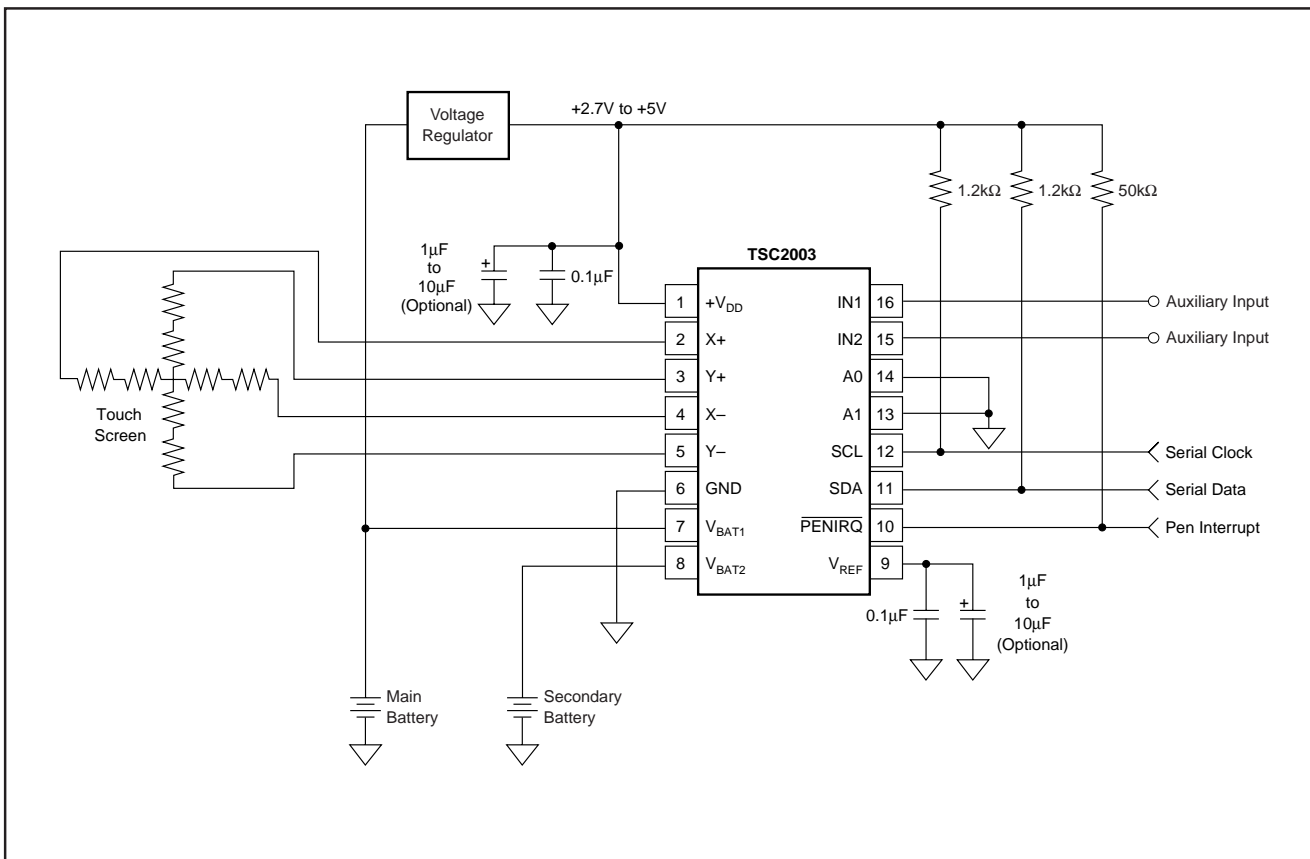 Voltage
Regulator
+2.7V to +5V
1.2kΩ
1.2kΩ
50kΩ
1µF
to
10µF
(Optional)
+
0.1µF
TSC2003
1 +VDD
2 X+
3 Y+
4 X–
5 Y–
6 GND
7 VBAT1
8 VBAT2
IN1 16
IN2 15
A0 14
A1 13
SCL 12
SDA 11
PENIRQ 10
VREF 9
Auxiliary Input
Auxiliary Input
Serial Clock
Serial Data
Pen Interrupt
Touch
Screen
0.1µF
+
1µF
to
10µF
(Optional)
Main
Battery
Secondary
Battery